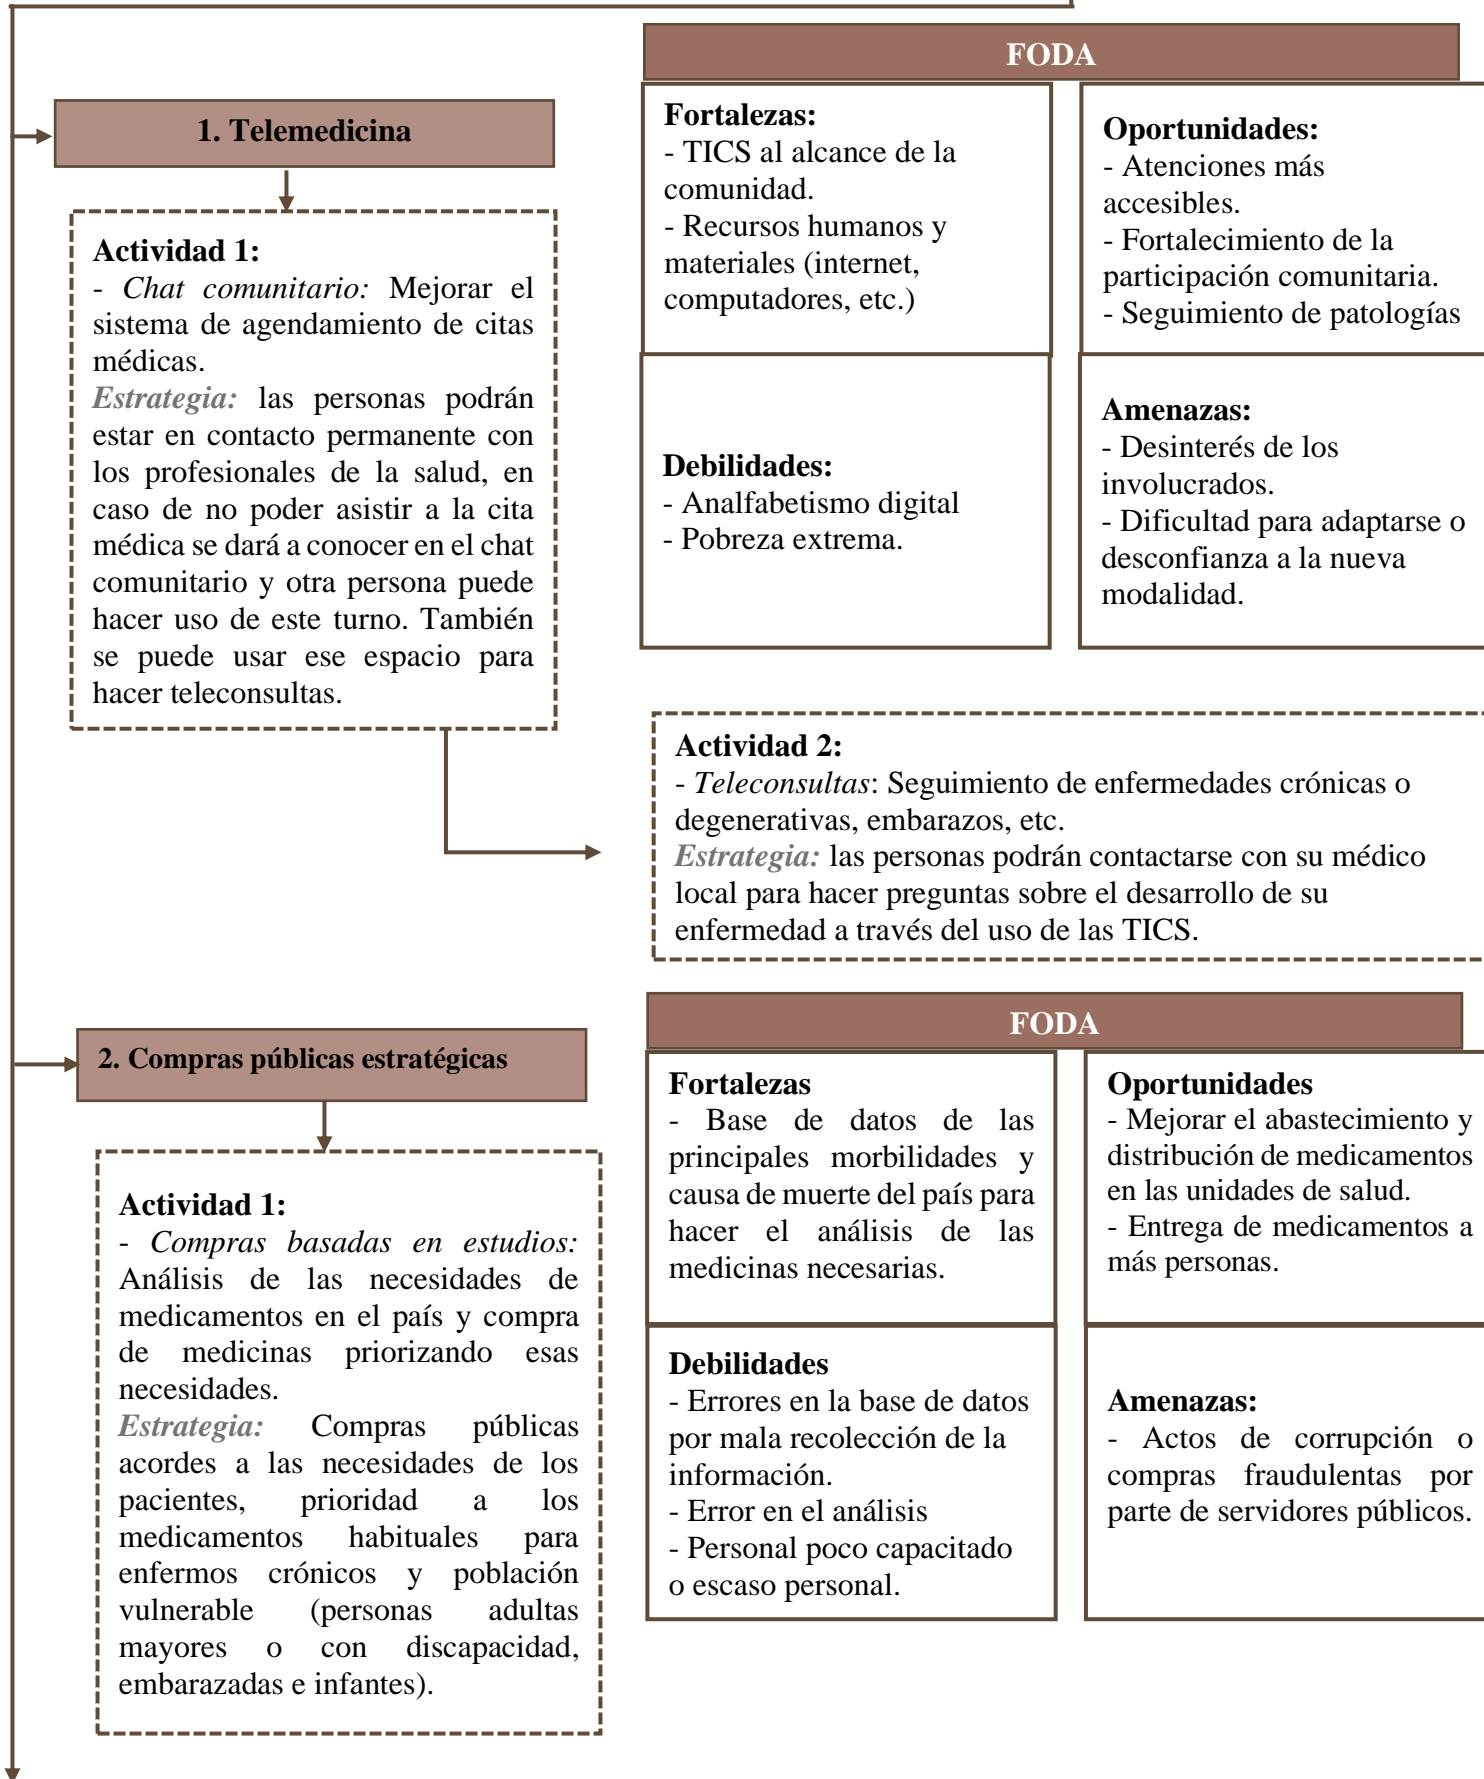 1. Telemedicina
Actividad 1:
- Chat comunitario: Mejorar el
sistema de agendamiento de citas
médicas.
Estrategia: las personas podrán
estar en contacto permanente con
los profesionales de la salud, en
caso de no poder asistir a la cita
médica se dará a conocer en el chat
comunitario y otra persona puede
hacer uso de este turno. También
se puede usar ese espacio para
hacer teleconsultas.
FODA
Fortalezas:
- TICS al alcance de la
comunidad.
- Recursos humanos y
materiales (internet,
computadores, etc.)
Oportunidades:
- Atenciones más
accesibles.
- Fortalecimiento de la
participación comunitaria.
- Seguimiento de patologías
Debilidades:
- Analfabetismo digital
- Pobreza extrema.
Amenazas:
- Desinterés de los
involucrados.
- Dificultad para adaptarse o
desconfianza a la nueva
modalidad.
Actividad 2:
- Teleconsultas: Seguimiento de enfermedades crónicas o
degenerativas, embarazos, etc.
Estrategia: las personas podrán contactarse con su médico
local para hacer preguntas sobre el desarrollo de su
enfermedad a través del uso de las TICS.
2. Compras públicas estratégicas
Actividad 1:
- Compras basadas en estudios:
Análisis de las necesidades de
medicamentos en el país y compra
de medicinas priorizando esas
necesidades.
Estrategia: Compras públicas
acordes a las necesidades de los
pacientes, prioridad a los
medicamentos habituales para
enfermos crónicos y población
vulnerable (personas adultas
mayores o con discapacidad,
embarazadas e infantes).
FODA
Fortalezas
- Base de datos de las
principales morbilidades y
causa de muerte del país para
hacer el análisis de las
medicinas necesarias.
Oportunidades
- Mejorar el abastecimiento y
distribución de medicamentos
en las unidades de salud.
- Entrega de medicamentos a
más personas.
Debilidades
- Errores en la base de datos
por mala recolección de la
información.
- Error en el análisis
- Personal poco capacitado
o escaso personal.
Amenazas:
- Actos de corrupción o
compras fraudulentas por
parte de servidores públicos.